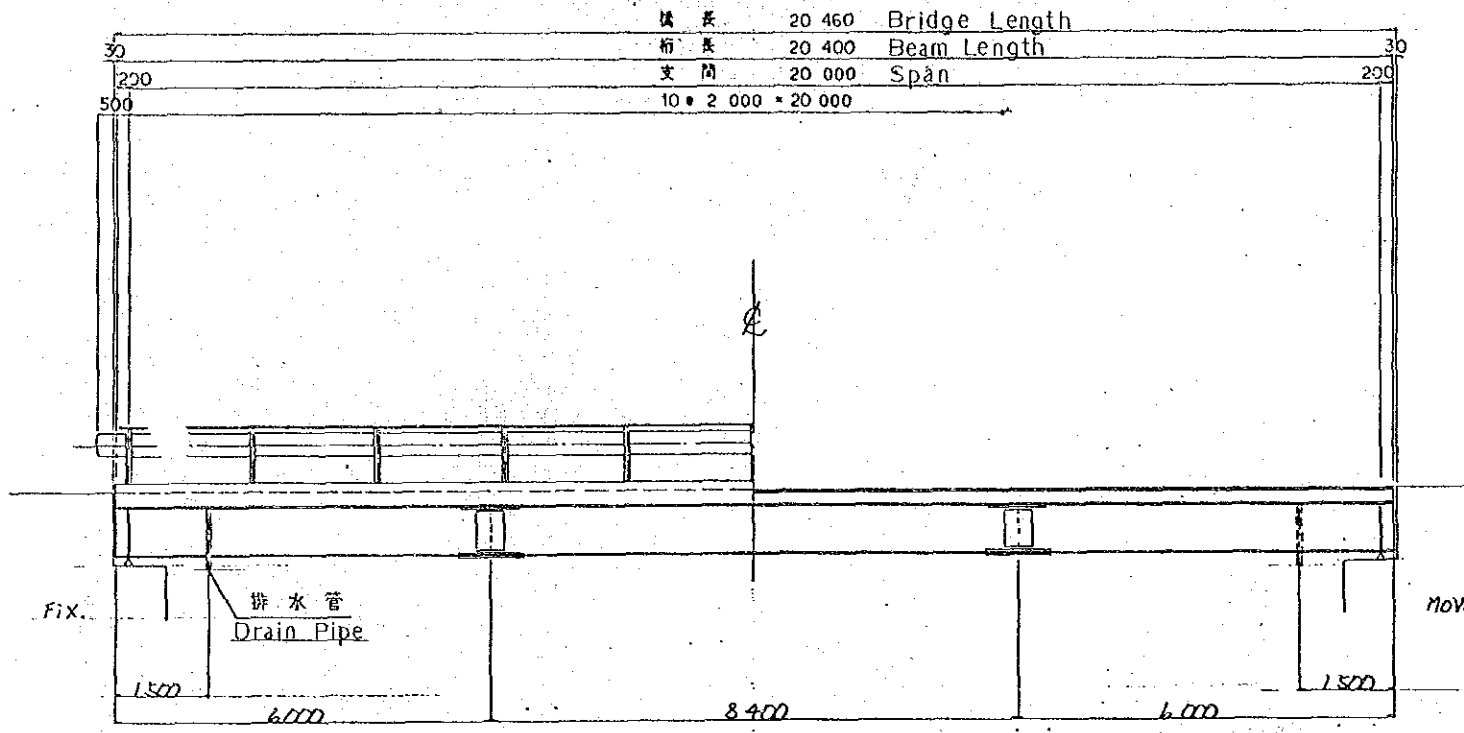 橋 長 20 460 Bridge Length
30 桁 長 20 400 Beam Length 30
200 支 間 20 000 Span 200
500 10 • 2 000 = 20 000
℄
排 水 管
Drain Pipe
FIX.
MOV.
1500 1500
6000 8400 6000